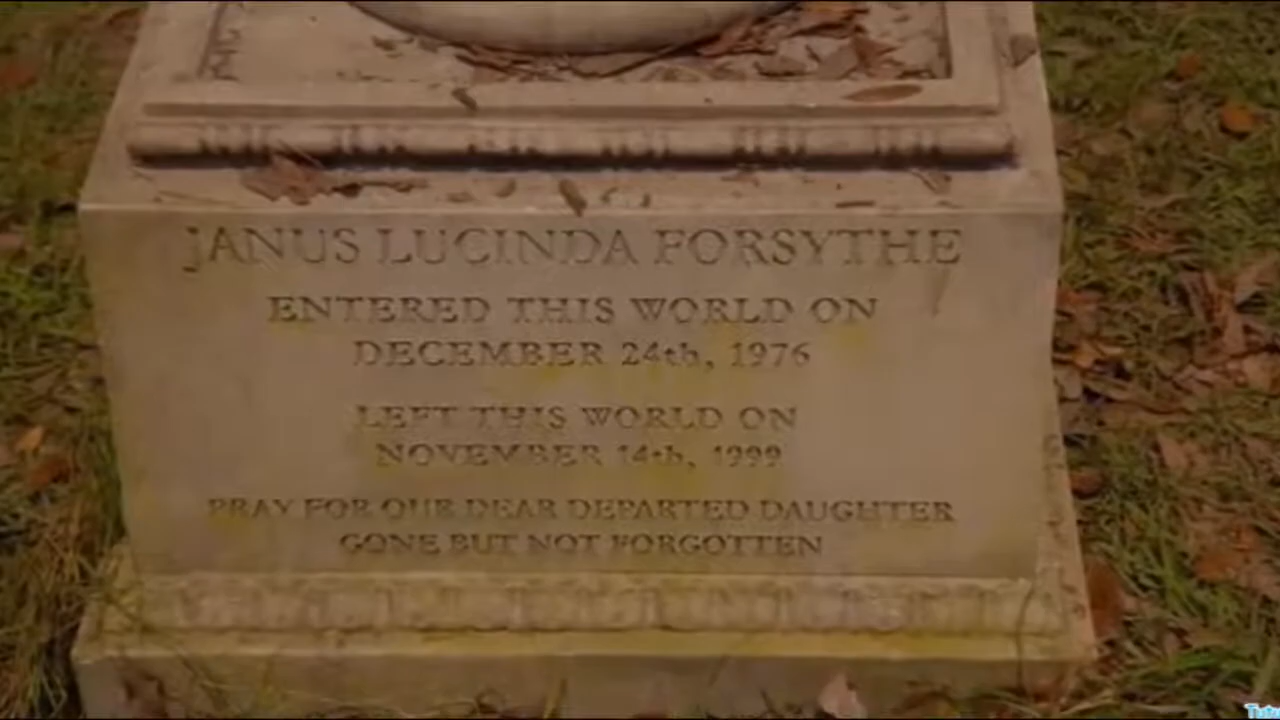 JANUS LUCINDA FORSYTHE
ENTERED THIS WORLD ON
DECEMBER 24th, 1976
LEFT THIS WORLD ON
NOVEMBER 14th, 1999
PRAY FOR OUR DEAR DEPARTED DAUGHTER
GONE BUT NOT FORGOTTEN